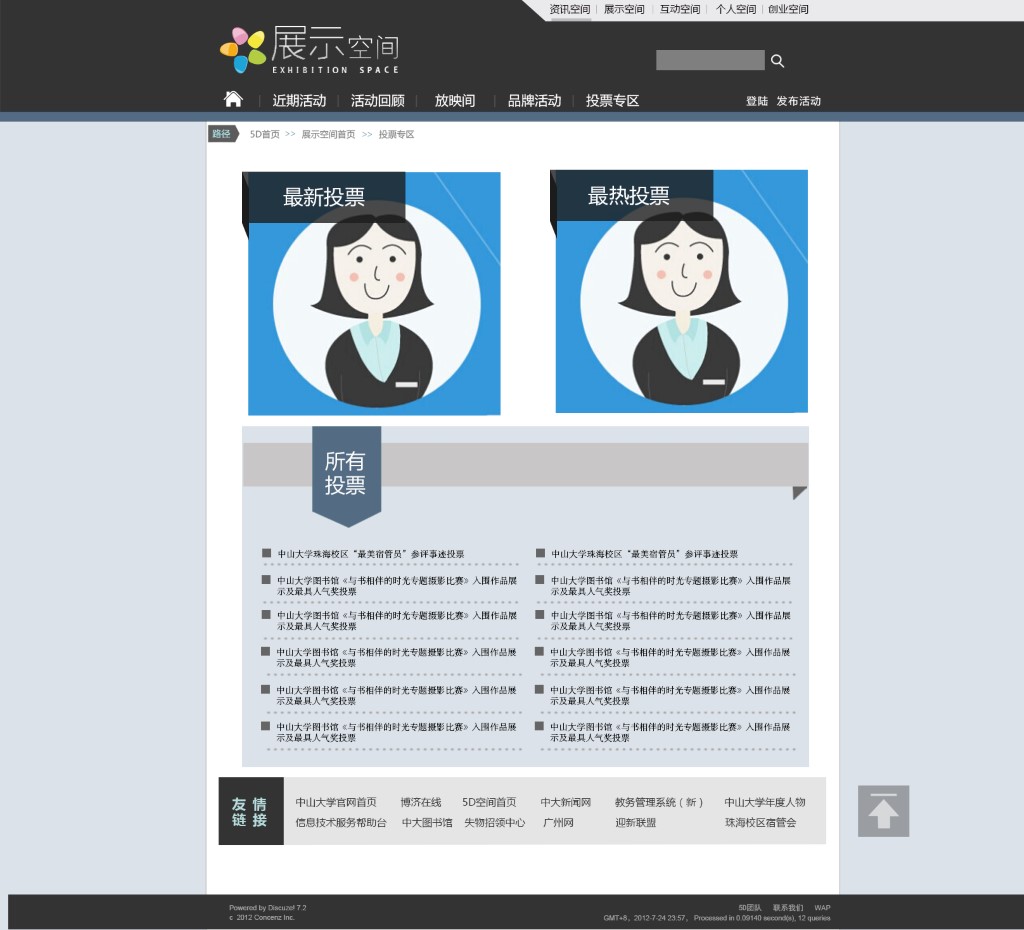 资讯空间 展示空间 互动空间 个人空间 创业空间
展示空间
EXHIBITION SPACE
近期活动 活动回顾 放映间 品牌活动 投票专区
登陆 发布活动
路径 5D首页 >> 展示空间首页 >> 投票专区
最新投票
最热投票
所有
投票
中山大学珠海校区“最美宿管员”参评事迹投票
中山大学图书馆《与书相伴的时光专题摄影比赛》入围作品展
示及最具人气奖投票
中山大学图书馆《与书相伴的时光专题摄影比赛》入围作品展
示及最具人气奖投票
中山大学图书馆《与书相伴的时光专题摄影比赛》入围作品展
示及最具人气奖投票
中山大学图书馆《与书相伴的时光专题摄影比赛》入围作品展
示及最具人气奖投票
中山大学图书馆《与书相伴的时光专题摄影比赛》入围作品展
示及最具人气奖投票
中山大学珠海校区“最美宿管员”参评事迹投票
中山大学图书馆《与书相伴的时光专题摄影比赛》入围作品展
示及最具人气奖投票
中山大学图书馆《与书相伴的时光专题摄影比赛》入围作品展
示及最具人气奖投票
中山大学图书馆《与书相伴的时光专题摄影比赛》入围作品展
示及最具人气奖投票
中山大学图书馆《与书相伴的时光专题摄影比赛》入围作品展
示及最具人气奖投票
中山大学图书馆《与书相伴的时光专题摄影比赛》入围作品展
示及最具人气奖投票
友情
链接
中山大学官网首页 博济在线 5D空间首页 中大新闻网 教务管理系统（新） 中山大学年度人物
信息技术服务帮助台 中大图书馆 失物招领中心 广州网 迎新联盟 珠海校区宿管会
Powered by Discuze! 7.2
c 2012 Concenz Inc.
5D团队 联系我们 WAP
GMT+8, 2012-7-24 23:57, Processed in 0.09140 second(s), 12 queries